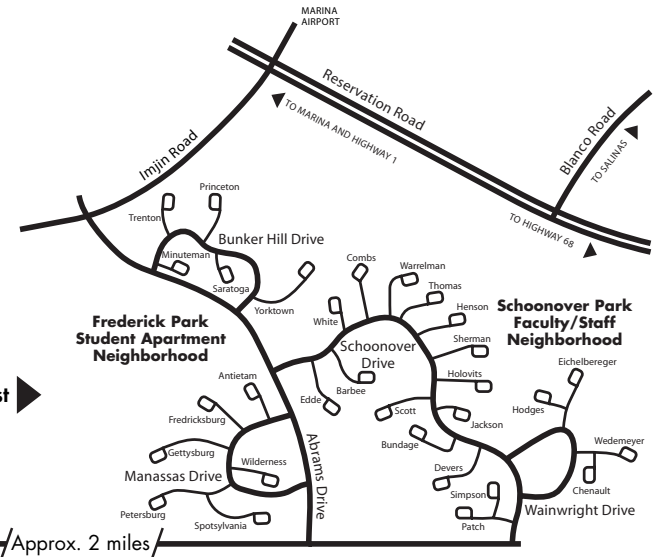 MARINA
AIRPORT
Reservation Road
TO MARINA AND HIGHWAY 1
Imjin Road
Blanco Road
TO SALINAS
TO HIGHWAY 68
Princeton
Trenton
Bunker Hill Drive
Minuteman
Saratoga
Yorktown
Combs
Warrelman
Thomas
Henson
White
Sherman
Schoonover
Drive
Schoonover Park
Faculty/Staff
Neighborhood
Frederick Park
Student Apartment
Neighborhood
Holovits
Eichelbereger
Barbee
Edde
Scott
Jackson
Hodges
Antietam
Fredricksburg
Bundage
Wedemeyer
Gettysburg
Wilderness
Manassas Drive
Abrams Drive
Devers
Simpson
Chenault
Wainwright Drive
Petersburg
Spotsylvania
Patch
st
Approx. 2 miles